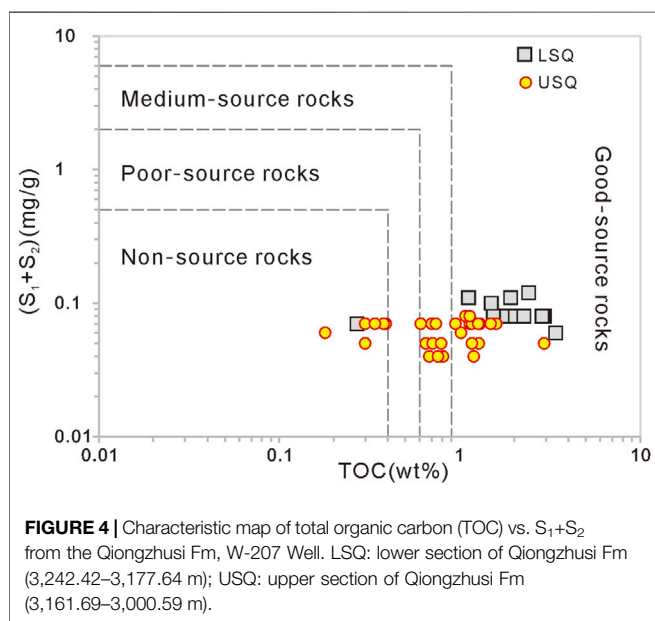 10
LSQ
USQ
Medium-source rocks
1
Poor-source rocks
(S₁+S₂)(mg/g)
Good-source rocks
Non-source rocks
0.1
0.01
0.01
0.1
1
10
TOC(wt%)
FIGURE 4 | Characteristic map of total organic carbon (TOC) vs. S₁+S₂
from the Qiongzhusi Fm, W-207 Well. LSQ: lower section of Qiongzhusi Fm
(3,242.42–3,177.64 m); USQ: upper section of Qiongzhusi Fm
(3,161.69–3,000.59 m).